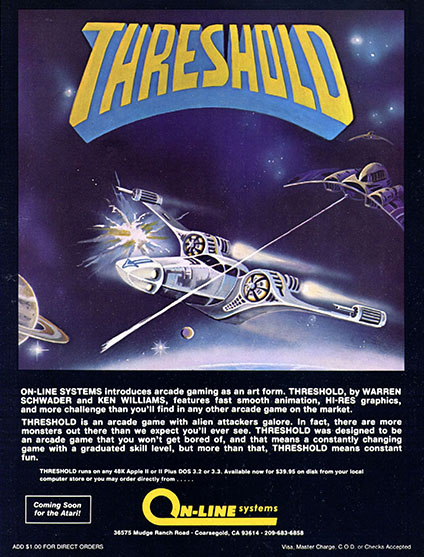 THRESHOLD
ON-LINE SYSTEMS introduces arcade gaming as an art form. THRESHOLD, by WARREN
SCHWADER and KEN WILLIAMS, features fast smooth animation, HI-RES graphics,
and more challenge than you'll find in any other arcade game on the market.
THRESHOLD is an arcade game with alien attackers galore. In fact, there are more
monsters out there than we expect you'll ever see. THRESHOLD was designed to be
an arcade game that you won't get bored of, and that means a constantly changing
game with a graduated skill level, but more than that, THRESHOLD means constant
fun.
THRESHOLD runs on any 48K Apple II or II Plus DOS 3.2 or 3.3. Available now for $39.95 on disk from your local
computer store or you may order directly from . . . . .
Coming Soon
for the Atari!
ON-LINE systems
36575 Mudge Ranch Road · Coarsegold, CA 93614 · 209-683-6858
ADD $1.00 FOR DIRECT ORDERS
Visa, Master Charge, C.O.D. or Checks Accepted